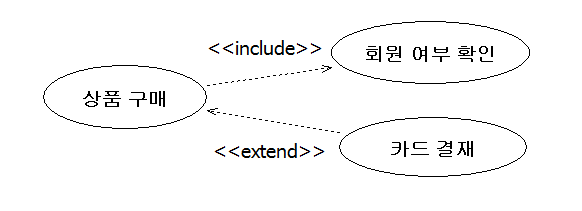 <<include>>
회원 여부 확인
상품 구매
카드 결재
<<extend>>